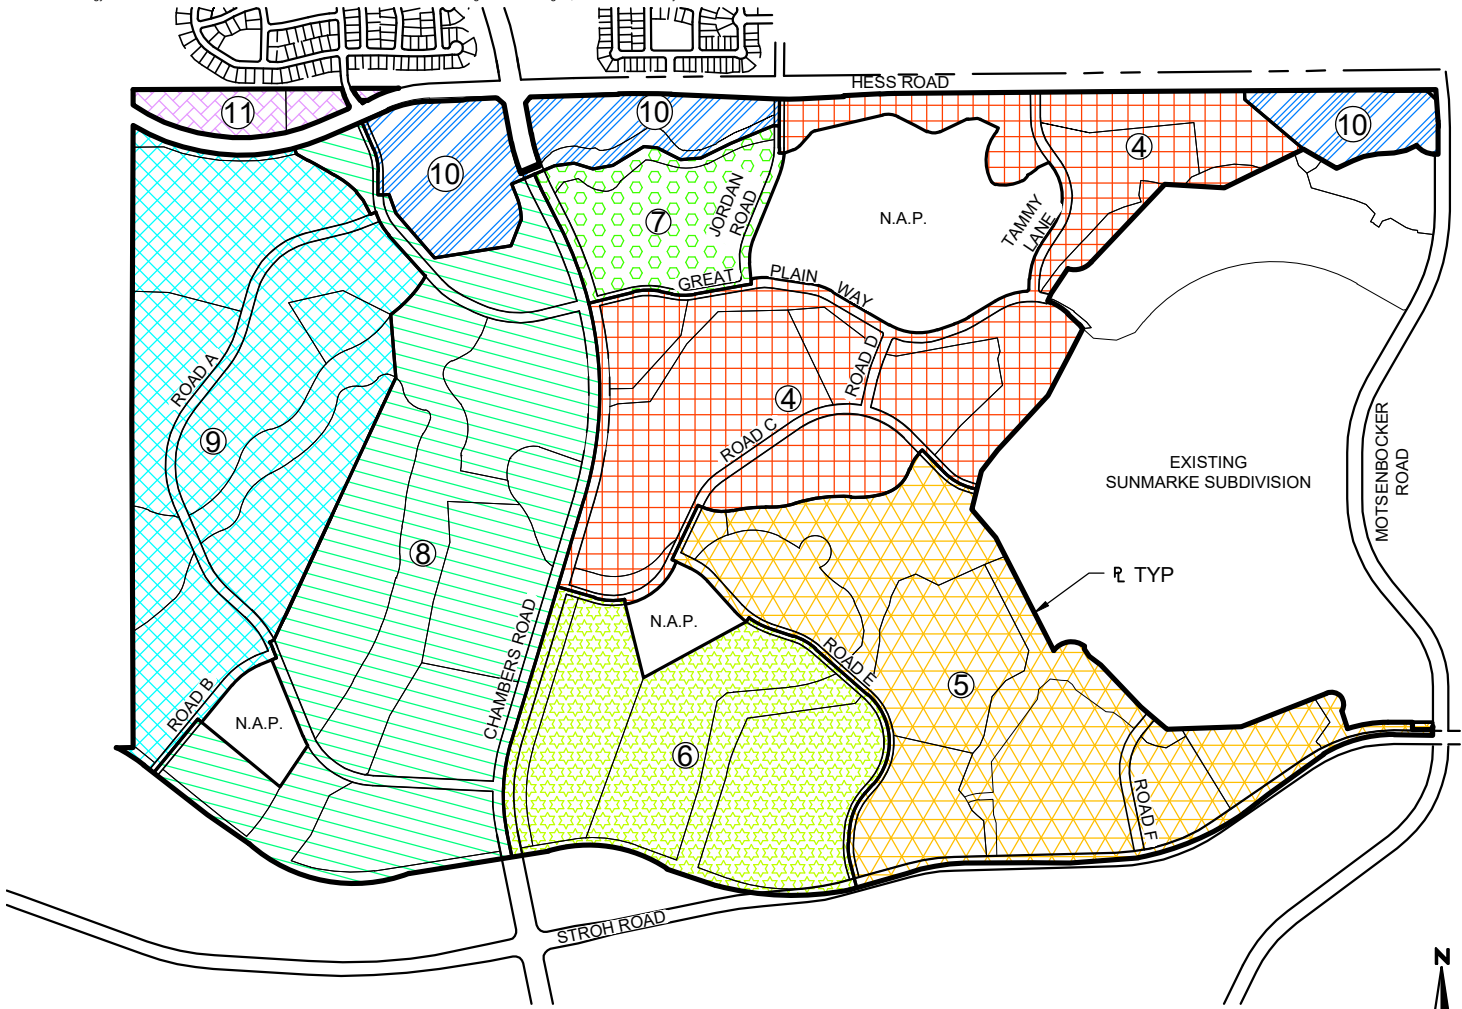 HESS ROAD
11
10
10
10
4
7
JORDAN
ROAD
N.A.P.
TAMMY
LANE
GREAT PLAIN WAY
ROAD A
ROAD D
4
ROAD C
9
MOTSENBOCKER
ROAD
EXISTING
SUNMARKE SUBDIVISION
8
PL TYP
CHAMBERS ROAD
N.A.P.
ROAD E
5
ROAD B
N.A.P.
6
ROAD F
STROH ROAD
N